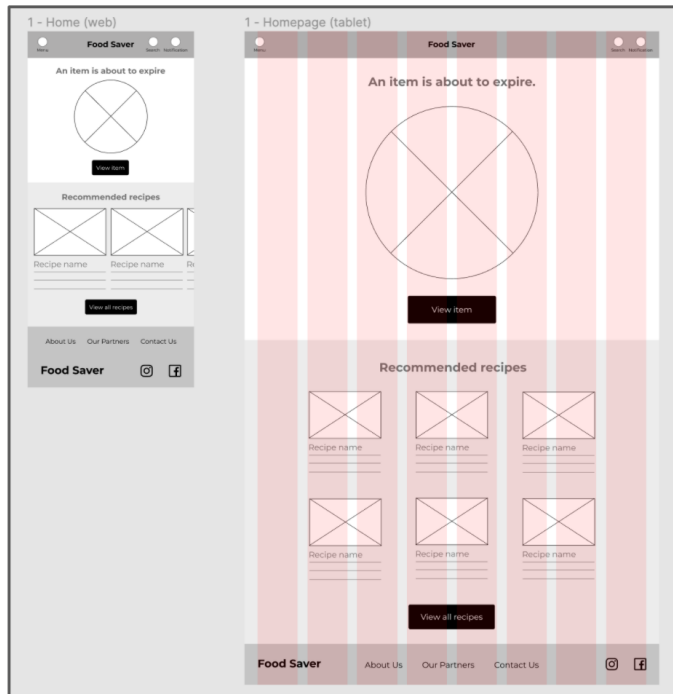 1 - Home (web)
Menu
Food Saver
Search
Notification
An item is about to expire
View item
Recommended recipes
Recipe name
Recipe name
Re
View all recipes
About Us
Our Partners
Contact Us
Food Saver
1 - Homepage (tablet)
Menu
Food Saver
Search
Notification
An item is about to expire.
View item
Recommended recipes
Recipe name
Recipe name
Recipe name
Recipe name
Recipe name
Recipe name
View all recipes
Food Saver
About Us
Our Partners
Contact Us